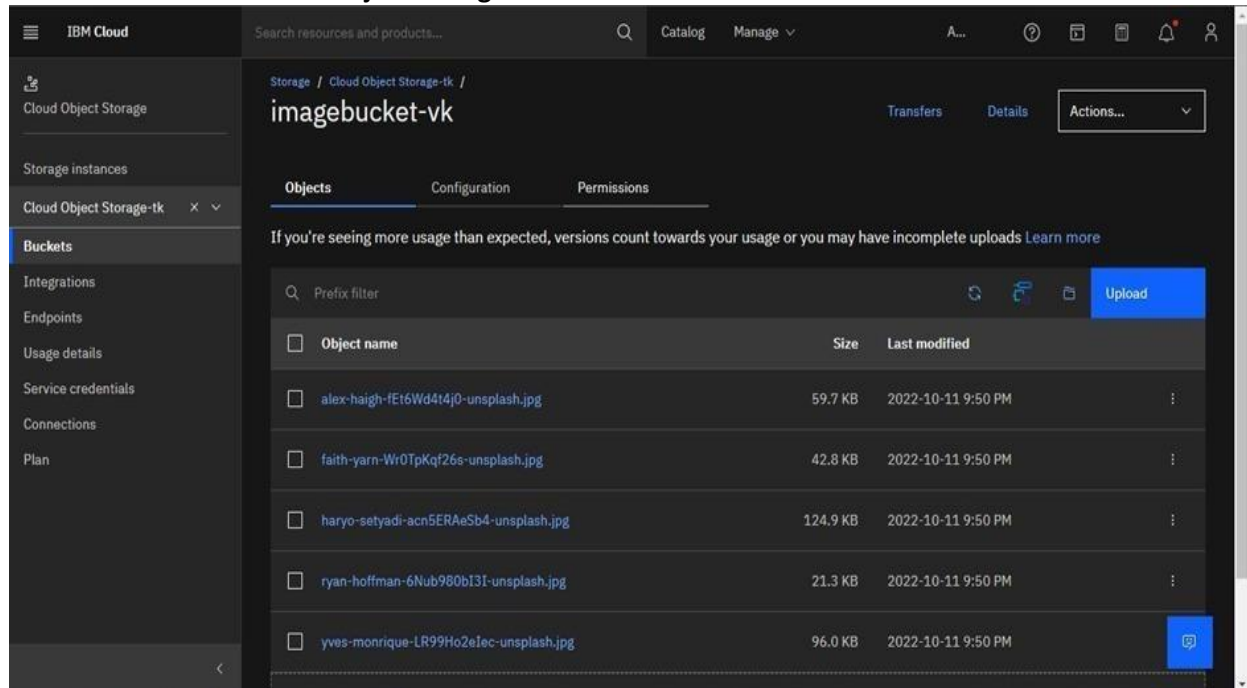 IBM Cloud
Search resources and products...
Catalog
Manage
A...
Cloud Object Storage
Storage instances
Cloud Object Storage-tk
Buckets
Integrations
Endpoints
Usage details
Service credentials
Connections
Plan
Storage / Cloud Object Storage-tk /
imagebucket-vk
Transfers
Details
Actions...
Objects
Configuration
Permissions
If you're seeing more usage than expected, versions count towards your usage or you may have incomplete uploads Learn more
Prefix filter
Upload
Object name Size Last modified
alex-haigh-fEt6Wd4t4j0-unsplash.jpg 59.7 KB 2022-10-11 9:50 PM
faith-yarn-Wr0TpKqf26s-unsplash.jpg 42.8 KB 2022-10-11 9:50 PM
haryo-setyadi-acn5ERAeSb4-unsplash.jpg 124.9 KB 2022-10-11 9:50 PM
ryan-hoffman-6Nub980bI3I-unsplash.jpg 21.3 KB 2022-10-11 9:50 PM
yves-monrique-LR99Ho2eIec-unsplash.jpg 96.0 KB 2022-10-11 9:50 PM